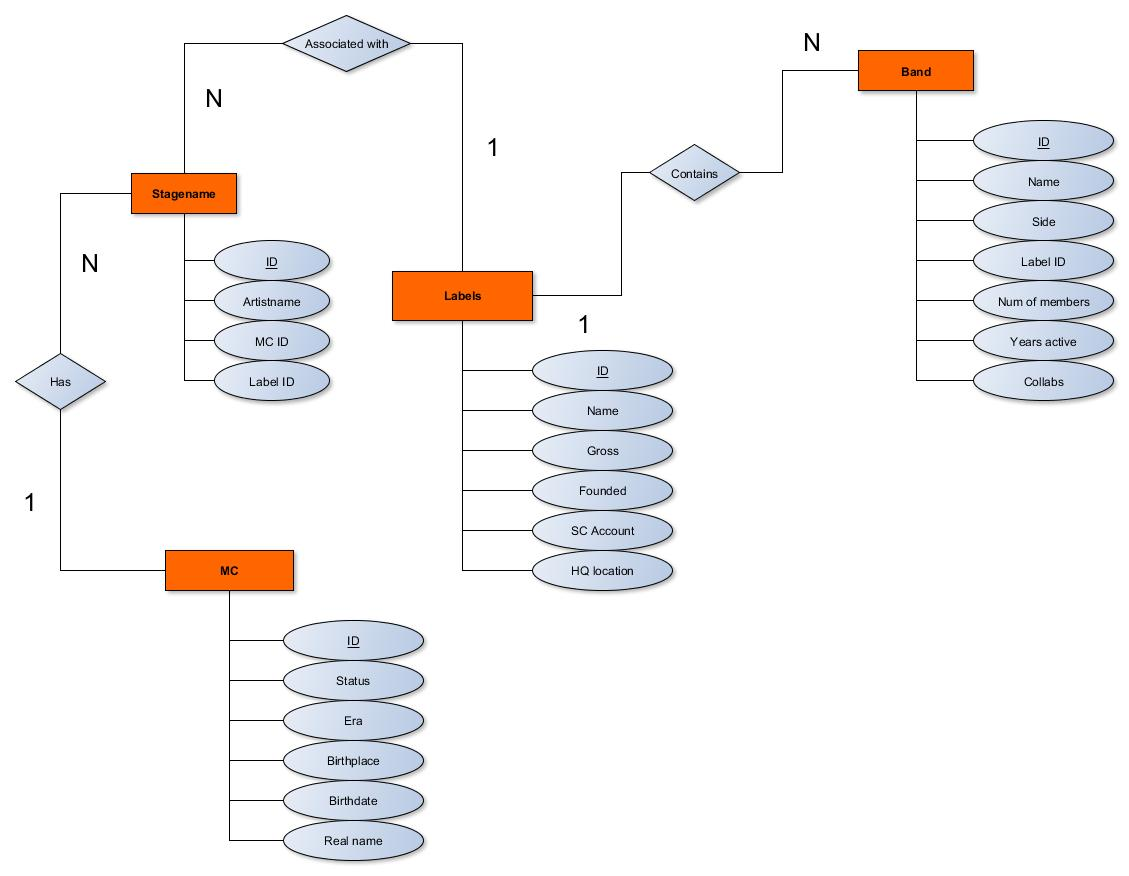 Associated with
N
Band
N
1
Contains
ID
Name
Side
Label ID
Num of members
Years active
Collabs
Stagename
N
ID
Artistname
MC ID
Label ID
Labels
1
ID
Name
Gross
Founded
SC Account
HQ location
Has
1
MC
ID
Status
Era
Birthplace
Birthdate
Real name